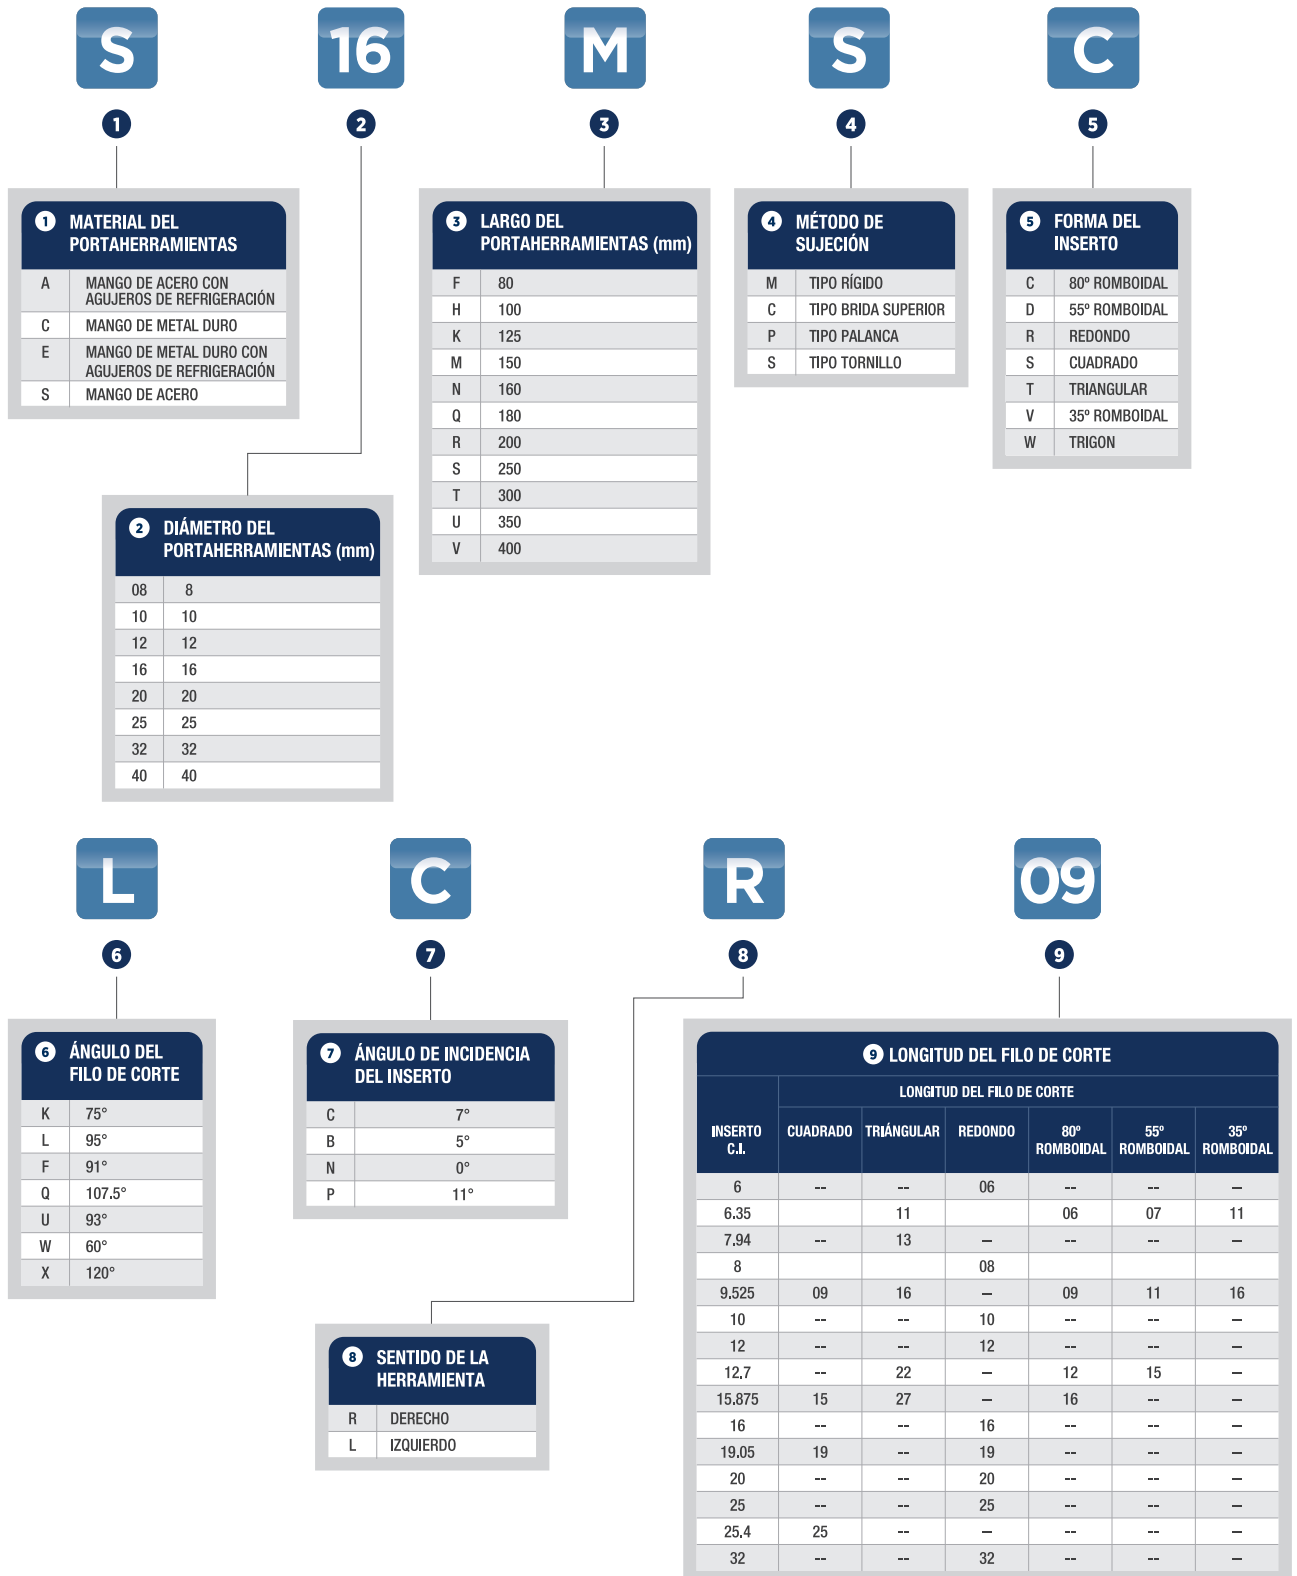 S 16 M S C
1 2 3 4 5
1 MATERIAL DEL
PORTAHERRAMIENTAS
A MANGO DE ACERO CON
AGUJEROS DE REFRIGERACIÓN
C MANGO DE METAL DURO
E MANGO DE METAL DURO CON
AGUJEROS DE REFRIGERACIÓN
S MANGO DE ACERO
2 DIÁMETRO DEL
PORTAHERRAMIENTAS (mm)
08 8
10 10
12 12
16 16
20 20
25 25
32 32
40 40
3 LARGO DEL
PORTAHERRAMIENTAS (mm)
F 80
H 100
K 125
M 150
N 160
Q 180
R 200
S 250
T 300
U 350
V 400
4 MÉTODO DE
SUJECIÓN
M TIPO RÍGIDO
C TIPO BRIDA SUPERIOR
P TIPO PALANCA
S TIPO TORNILLO
5 FORMA DEL
INSERTO
C 80º ROMBOIDAL
D 55º ROMBOIDAL
R REDONDO
S CUADRADO
T TRIANGULAR
V 35º ROMBOIDAL
W TRIGON
L C R 09
6 7 8 9
6 ÁNGULO DEL
FILO DE CORTE
K 75°
L 95°
F 91°
Q 107.5°
U 93°
W 60°
X 120°
7 ÁNGULO DE INCIDENCIA
DEL INSERTO
C 7°
B 5°
N 0°
P 11°
8 SENTIDO DE LA
HERRAMIENTA
R DERECHO
L IZQUIERDO
9 LONGITUD DEL FILO DE CORTE
LONGITUD DEL FILO DE CORTE
INSERTO C.I. CUADRADO TRIÁNGULAR REDONDO 80º ROMBOIDAL 55º ROMBOIDAL 35º ROMBOIDAL
6 -- -- 06 -- -- –
6.35 11 06 07 11
7.94 -- 13 – -- -- –
8 08
9.525 09 16 – 09 11 16
10 -- -- 10 -- -- –
12 -- -- 12 -- -- –
12.7 -- 22 – 12 15 –
15.875 15 27 – 16 -- –
16 -- -- 16 -- -- –
19.05 19 -- 19 -- -- –
20 -- -- 20 -- -- –
25 -- -- 25 -- -- –
25.4 25 -- – -- -- –
32 -- -- 32 -- -- –